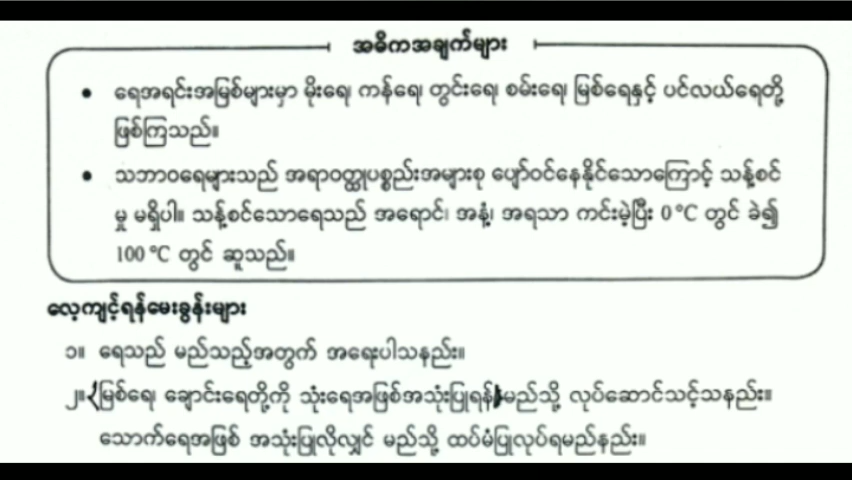 အဓိကအချက်များ
• ရေအရင်းအမြစ်များမှာ မိုးရေ၊ ကန်ရေ၊ တွင်းရေ၊ စမ်းရေ၊ မြစ်ရေနှင့် ပင်လယ်ရေတို့
ဖြစ်ကြသည်။
• သဘာဝရေများသည် အရာဝတ္ထုပစ္စည်းအများစု ပျော်ဝင်နေနိုင်သောကြောင့် သန့်စင်
မှု မရှိပါ။ သန့်စင်သောရေသည် အရောင်၊ အနံ့၊ အရသာ ကင်းမဲ့ပြီး 0 °C တွင် ခဲ၍
100 °C တွင် ဆူသည်။
လေ့ကျင့်ရန်မေးခွန်းများ
၁။ ရေသည် မည်သည့်အတွက် အရေးပါသနည်း။
၂။ (မြစ်ရေ၊ ချောင်းရေတို့ကို သုံးရေအဖြစ်အသုံးပြုရန်) မည်သို့ လုပ်ဆောင်သင့်သနည်း။
သောက်ရေအဖြစ် အသုံးပြုလိုလျှင် မည်သို့ ထပ်မံပြုလုပ်ရမည်နည်း။